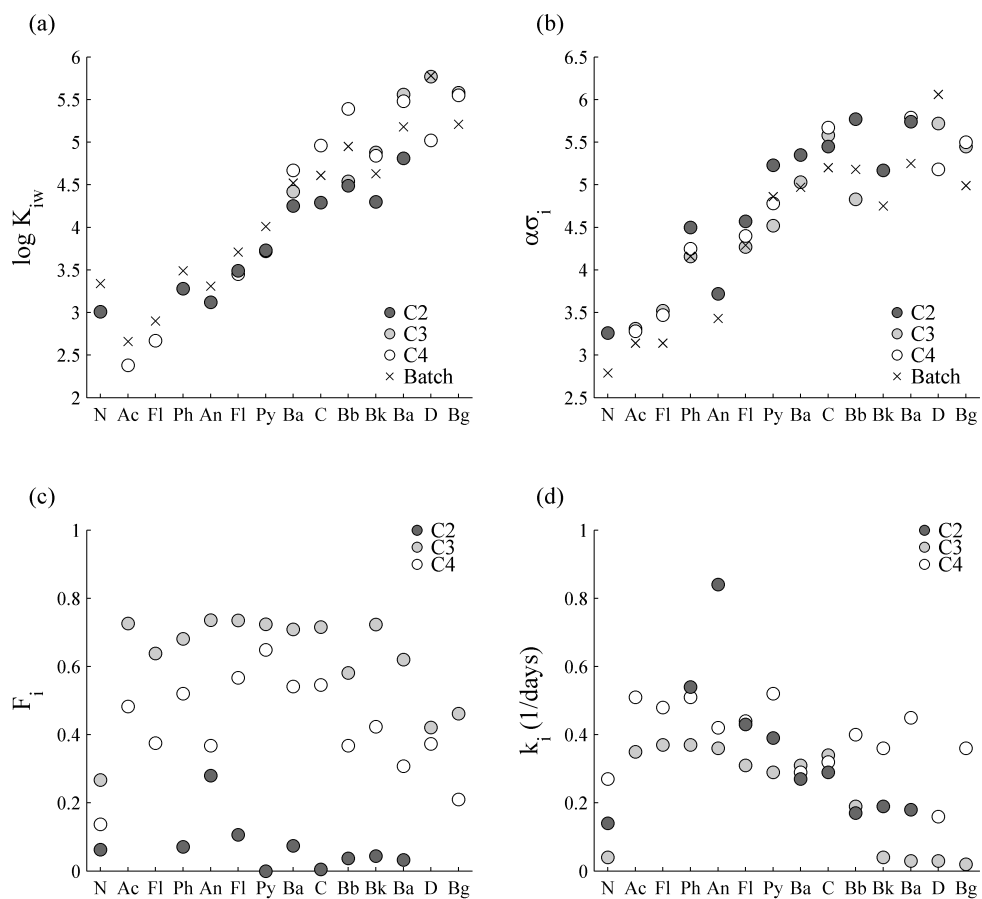 (a)
log K_iw
6
5.5
5
4.5
4
3.5
3
2.5
2
C2
C3
C4
Batch
N Ac Fl Ph An Fl Py Ba C Bb Bk Ba D Bg
(b)
ασ_i
6.5
6
5.5
5
4.5
4
3.5
3
2.5
C2
C3
C4
Batch
N Ac Fl Ph An Fl Py Ba C Bb Bk Ba D Bg
(c)
F_i
1
0.8
0.6
0.4
0.2
0
C2
C3
C4
N Ac Fl Ph An Fl Py Ba C Bb Bk Ba D Bg
(d)
k_i (1/days)
1
0.8
0.6
0.4
0.2
0
C2
C3
C4
N Ac Fl Ph An Fl Py Ba C Bb Bk Ba D Bg